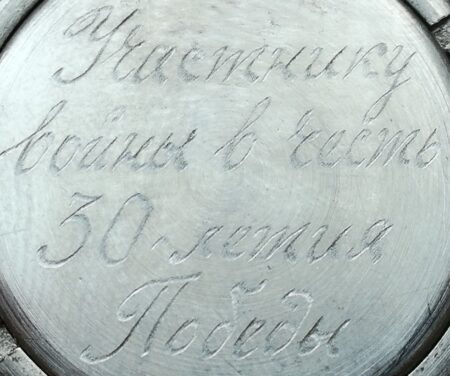 Участнику
войны в честь
30-летия
Победы